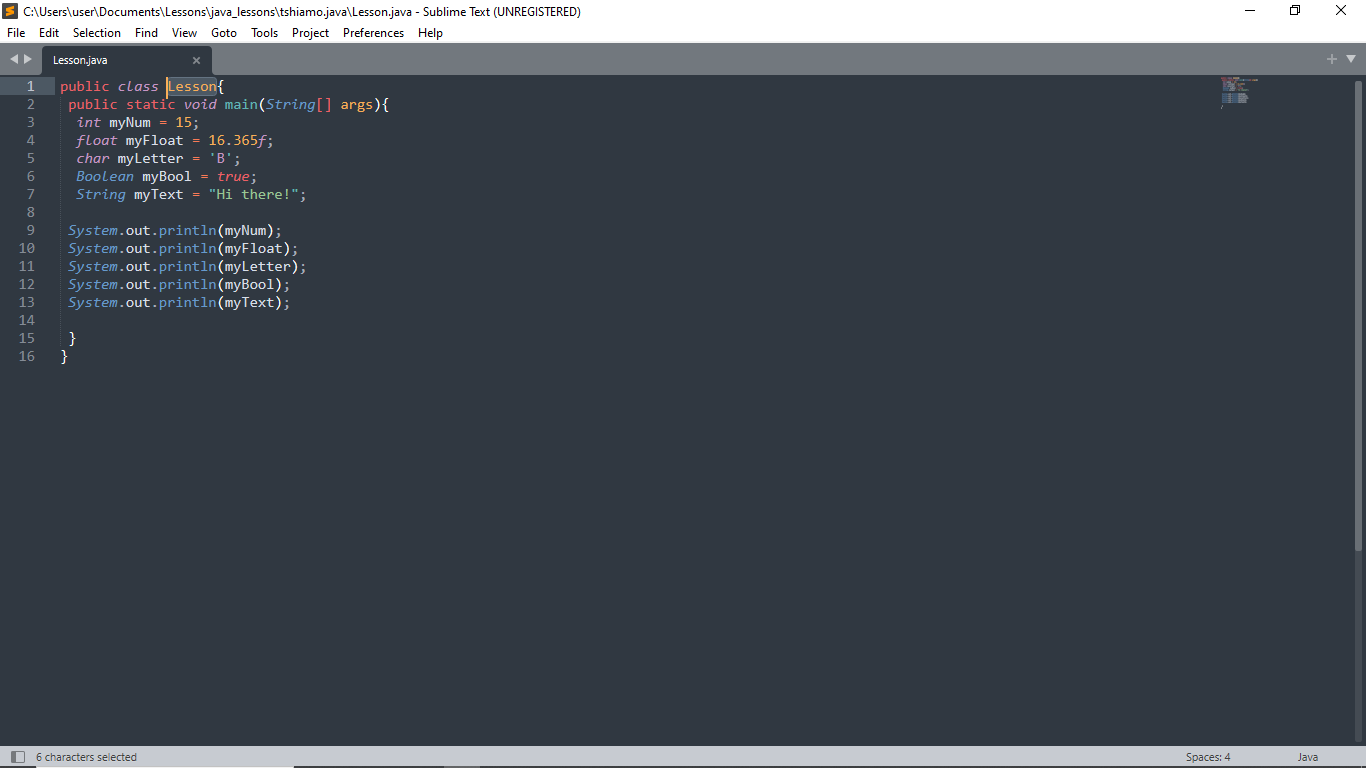 C:\Users\user\Documents\Lessons\java_lessons\tshiamo.java\Lesson.java - Sublime Text (UNREGISTERED)
File Edit Selection Find View Goto Tools Project Preferences Help
Lesson.java
1 public class Lesson{
2  public static void main(String[] args){
3   int myNum = 15;
4   float myFloat = 16.365f;
5   char myLetter = 'B';
6   Boolean myBool = true;
7   String myText = "Hi there!";
8
9  System.out.println(myNum);
10  System.out.println(myFloat);
11  System.out.println(myLetter);
12  System.out.println(myBool);
13  System.out.println(myText);
14
15  }
16 }
6 characters selected Spaces: 4 Java